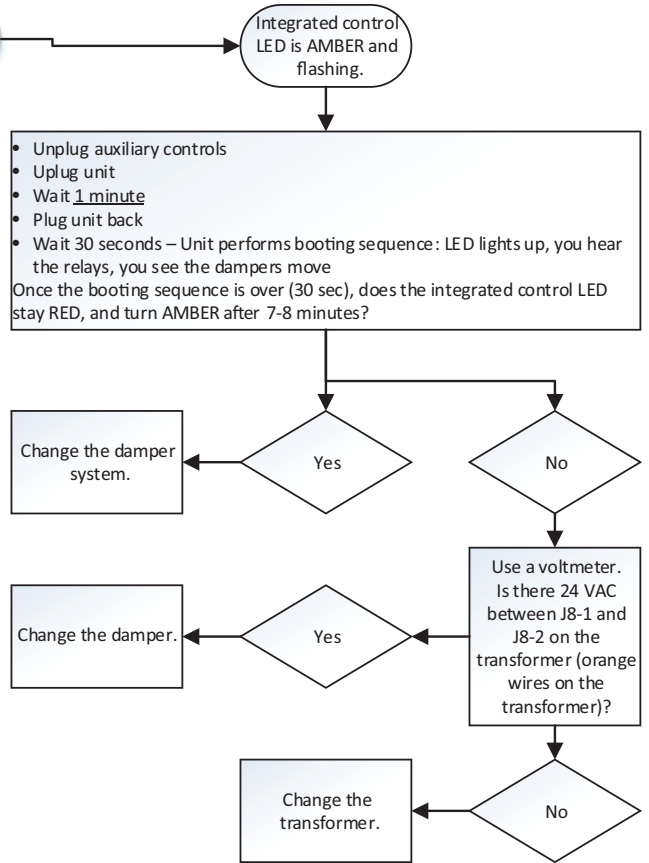 Integrated control
LED is AMBER and
flashing.
• Unplug auxiliary controls
• Uplug unit
• Wait 1 minute
• Plug unit back
• Wait 30 seconds – Unit performs booting sequence: LED lights up, you hear
the relays, you see the dampers move
Once the booting sequence is over (30 sec), does the integrated control LED
stay RED, and turn AMBER after 7-8 minutes?
Change the damper
system.
Yes
No
Use a voltmeter.
Is there 24 VAC
between J8-1 and
J8-2 on the
transformer (orange
wires on the
transformer)?
Change the damper.
Yes
Change the
transformer.
No